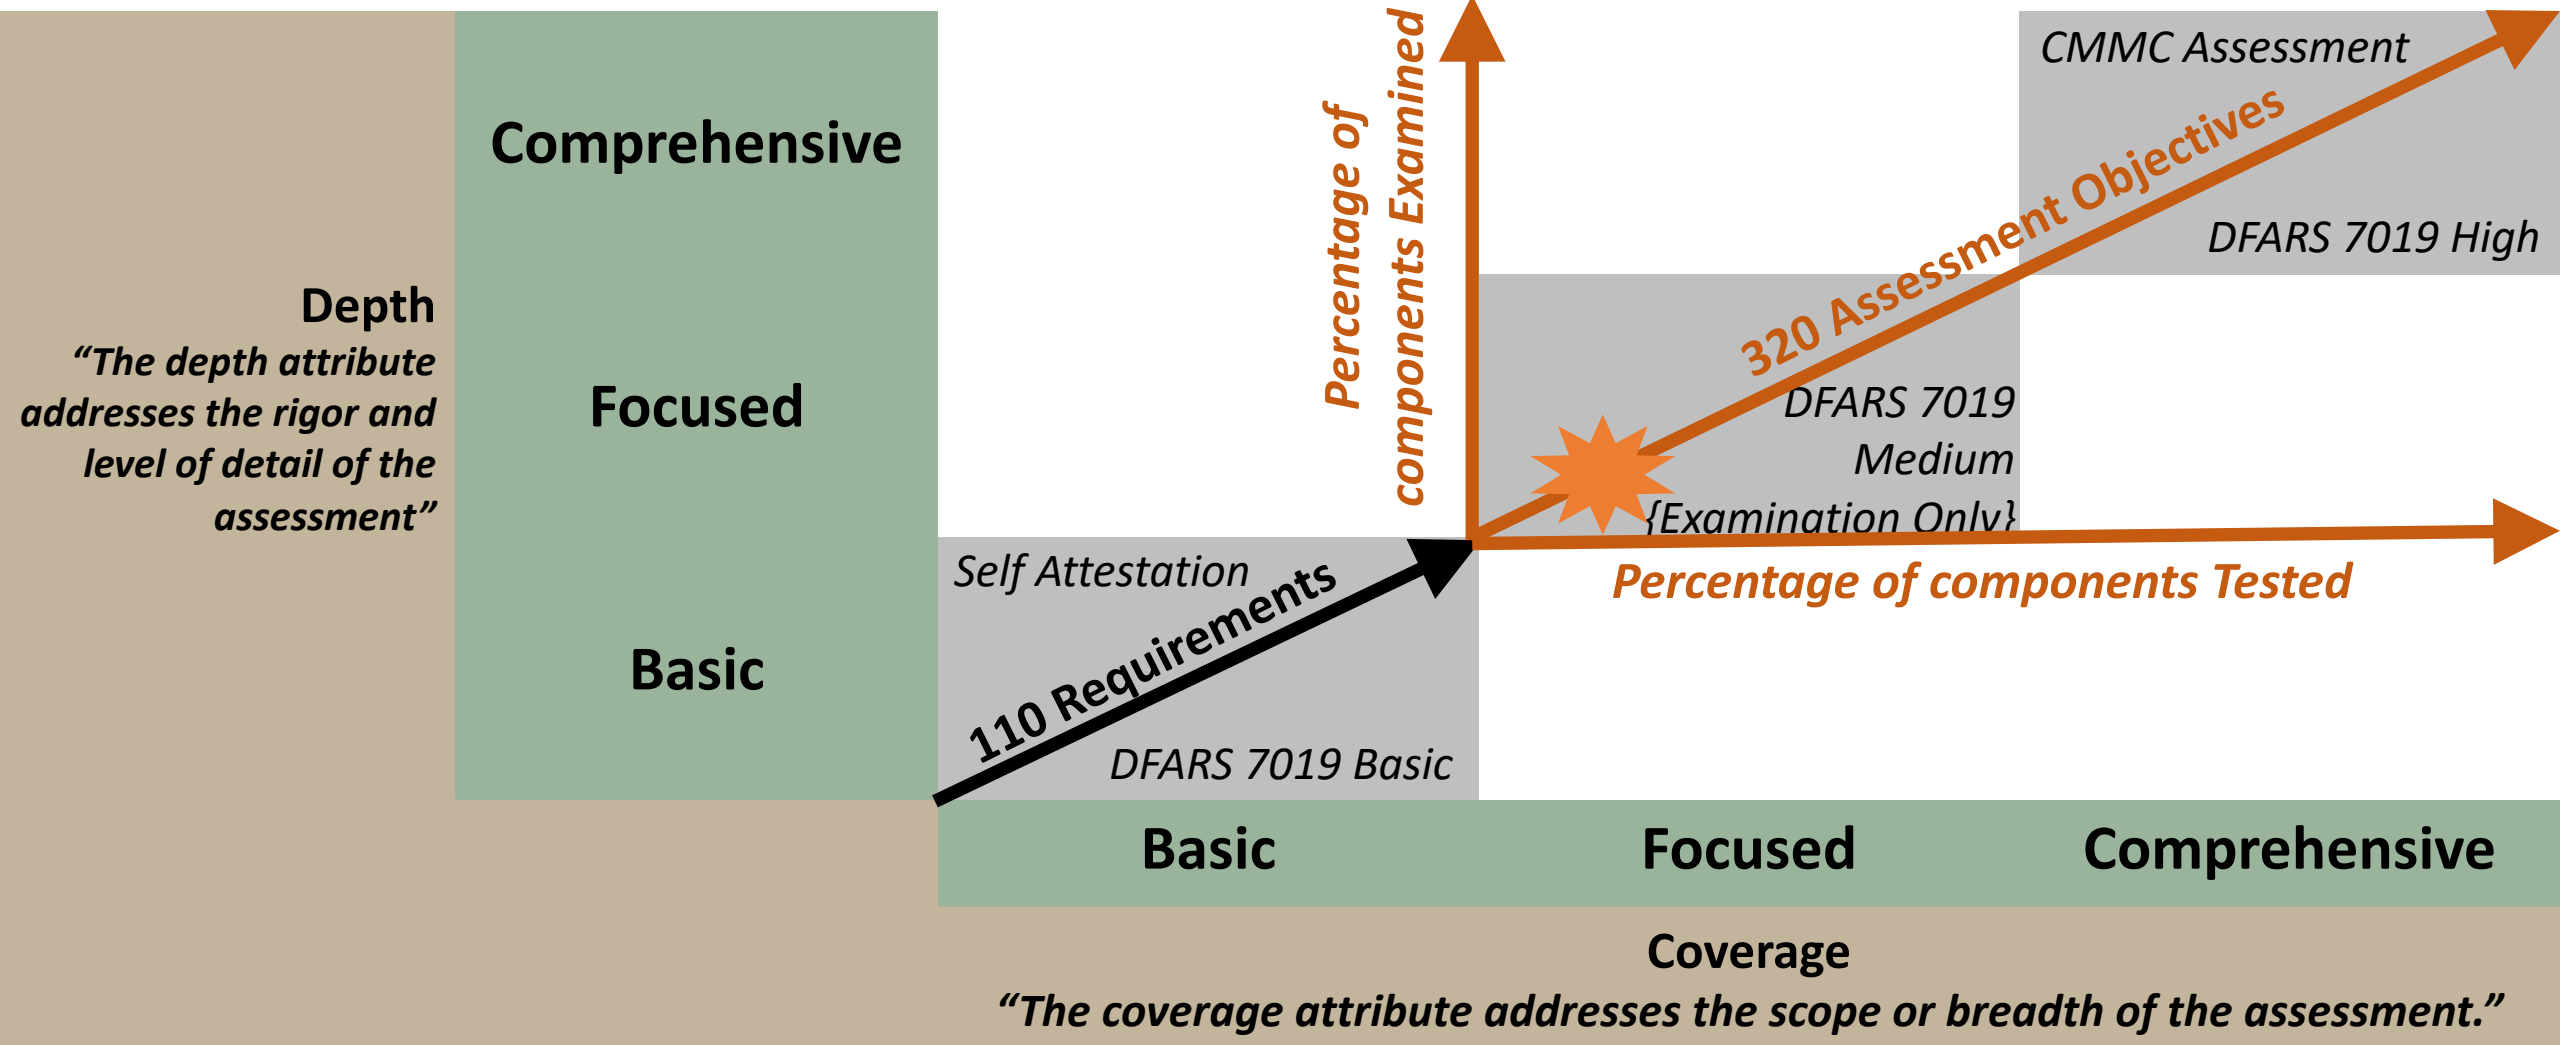 Comprehensive
Focused
Basic
Depth
“The depth attribute
addresses the rigor and
level of detail of the
assessment”
Percentage of
components Examined
CMMC Assessment
DFARS 7019 High
320 Assessment Objectives
DFARS 7019
Medium
{Examination Only}
Percentage of components Tested
Self Attestation
110 Requirements
DFARS 7019 Basic
Basic
Focused
Comprehensive
Coverage
“The coverage attribute addresses the scope or breadth of the assessment.”